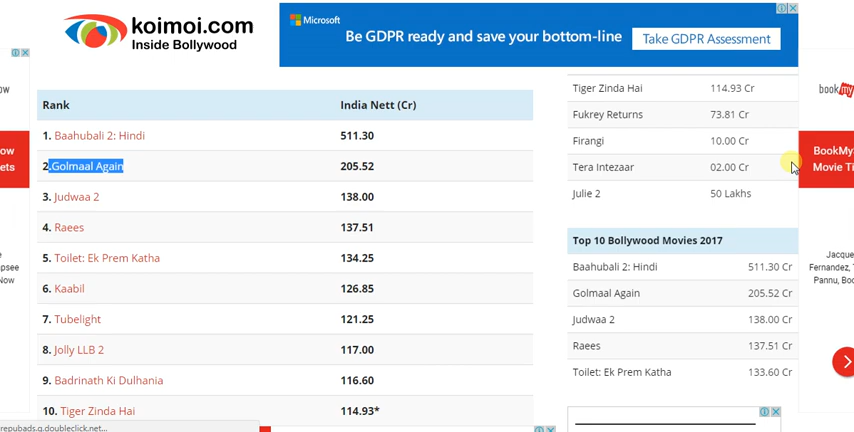 koimoi.com
Inside Bollywood
Microsoft
Be GDPR ready and save your bottom-line
Take GDPR Assessment
Rank India Nett (Cr)
1. Baahubali 2: Hindi 511.30
2.Golmaal Again 205.52
3. Judwaa 2 138.00
4. Raees 137.51
5. Toilet: Ek Prem Katha 134.25
6. Kaabil 126.85
7. Tubelight 121.25
8. Jolly LLB 2 117.00
9. Badrinath Ki Dulhania 116.60
10. Tiger Zinda Hai 114.93*
Tiger Zinda Hai 114.93 Cr
Fukrey Returns 73.81 Cr
Firangi 10.00 Cr
Tera Intezaar 02.00 Cr
Julie 2 50 Lakhs
Top 10 Bollywood Movies 2017
Baahubali 2: Hindi 511.30 Cr
Golmaal Again 205.52 Cr
Judwaa 2 138.00 Cr
Raees 137.51 Cr
Toilet: Ek Prem Katha 133.60 Cr
ow
ow
ets
a
psee
Now
bookmy
BookMy
Movie Ti
Jacque
Fernandez, T
Pannu, Boo
repubads.g.doubleclick.net...